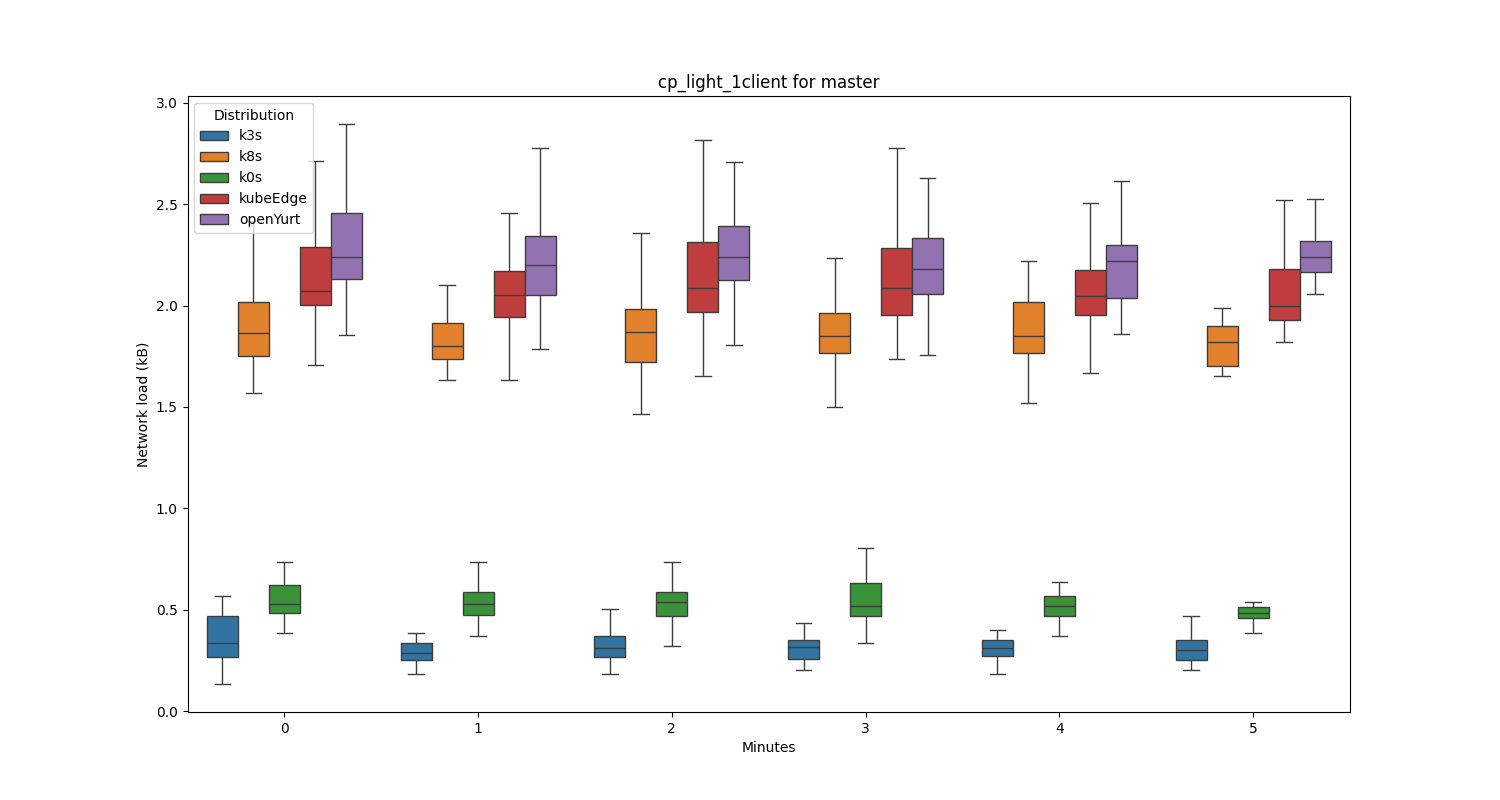 cp_light_1client for master
Distribution
k3s
k8s
k0s
kubeEdge
openYurt
3.0
2.5
2.0
1.5
1.0
0.5
0.0
Network load (kB)
0 1 2 3 4 5
Minutes